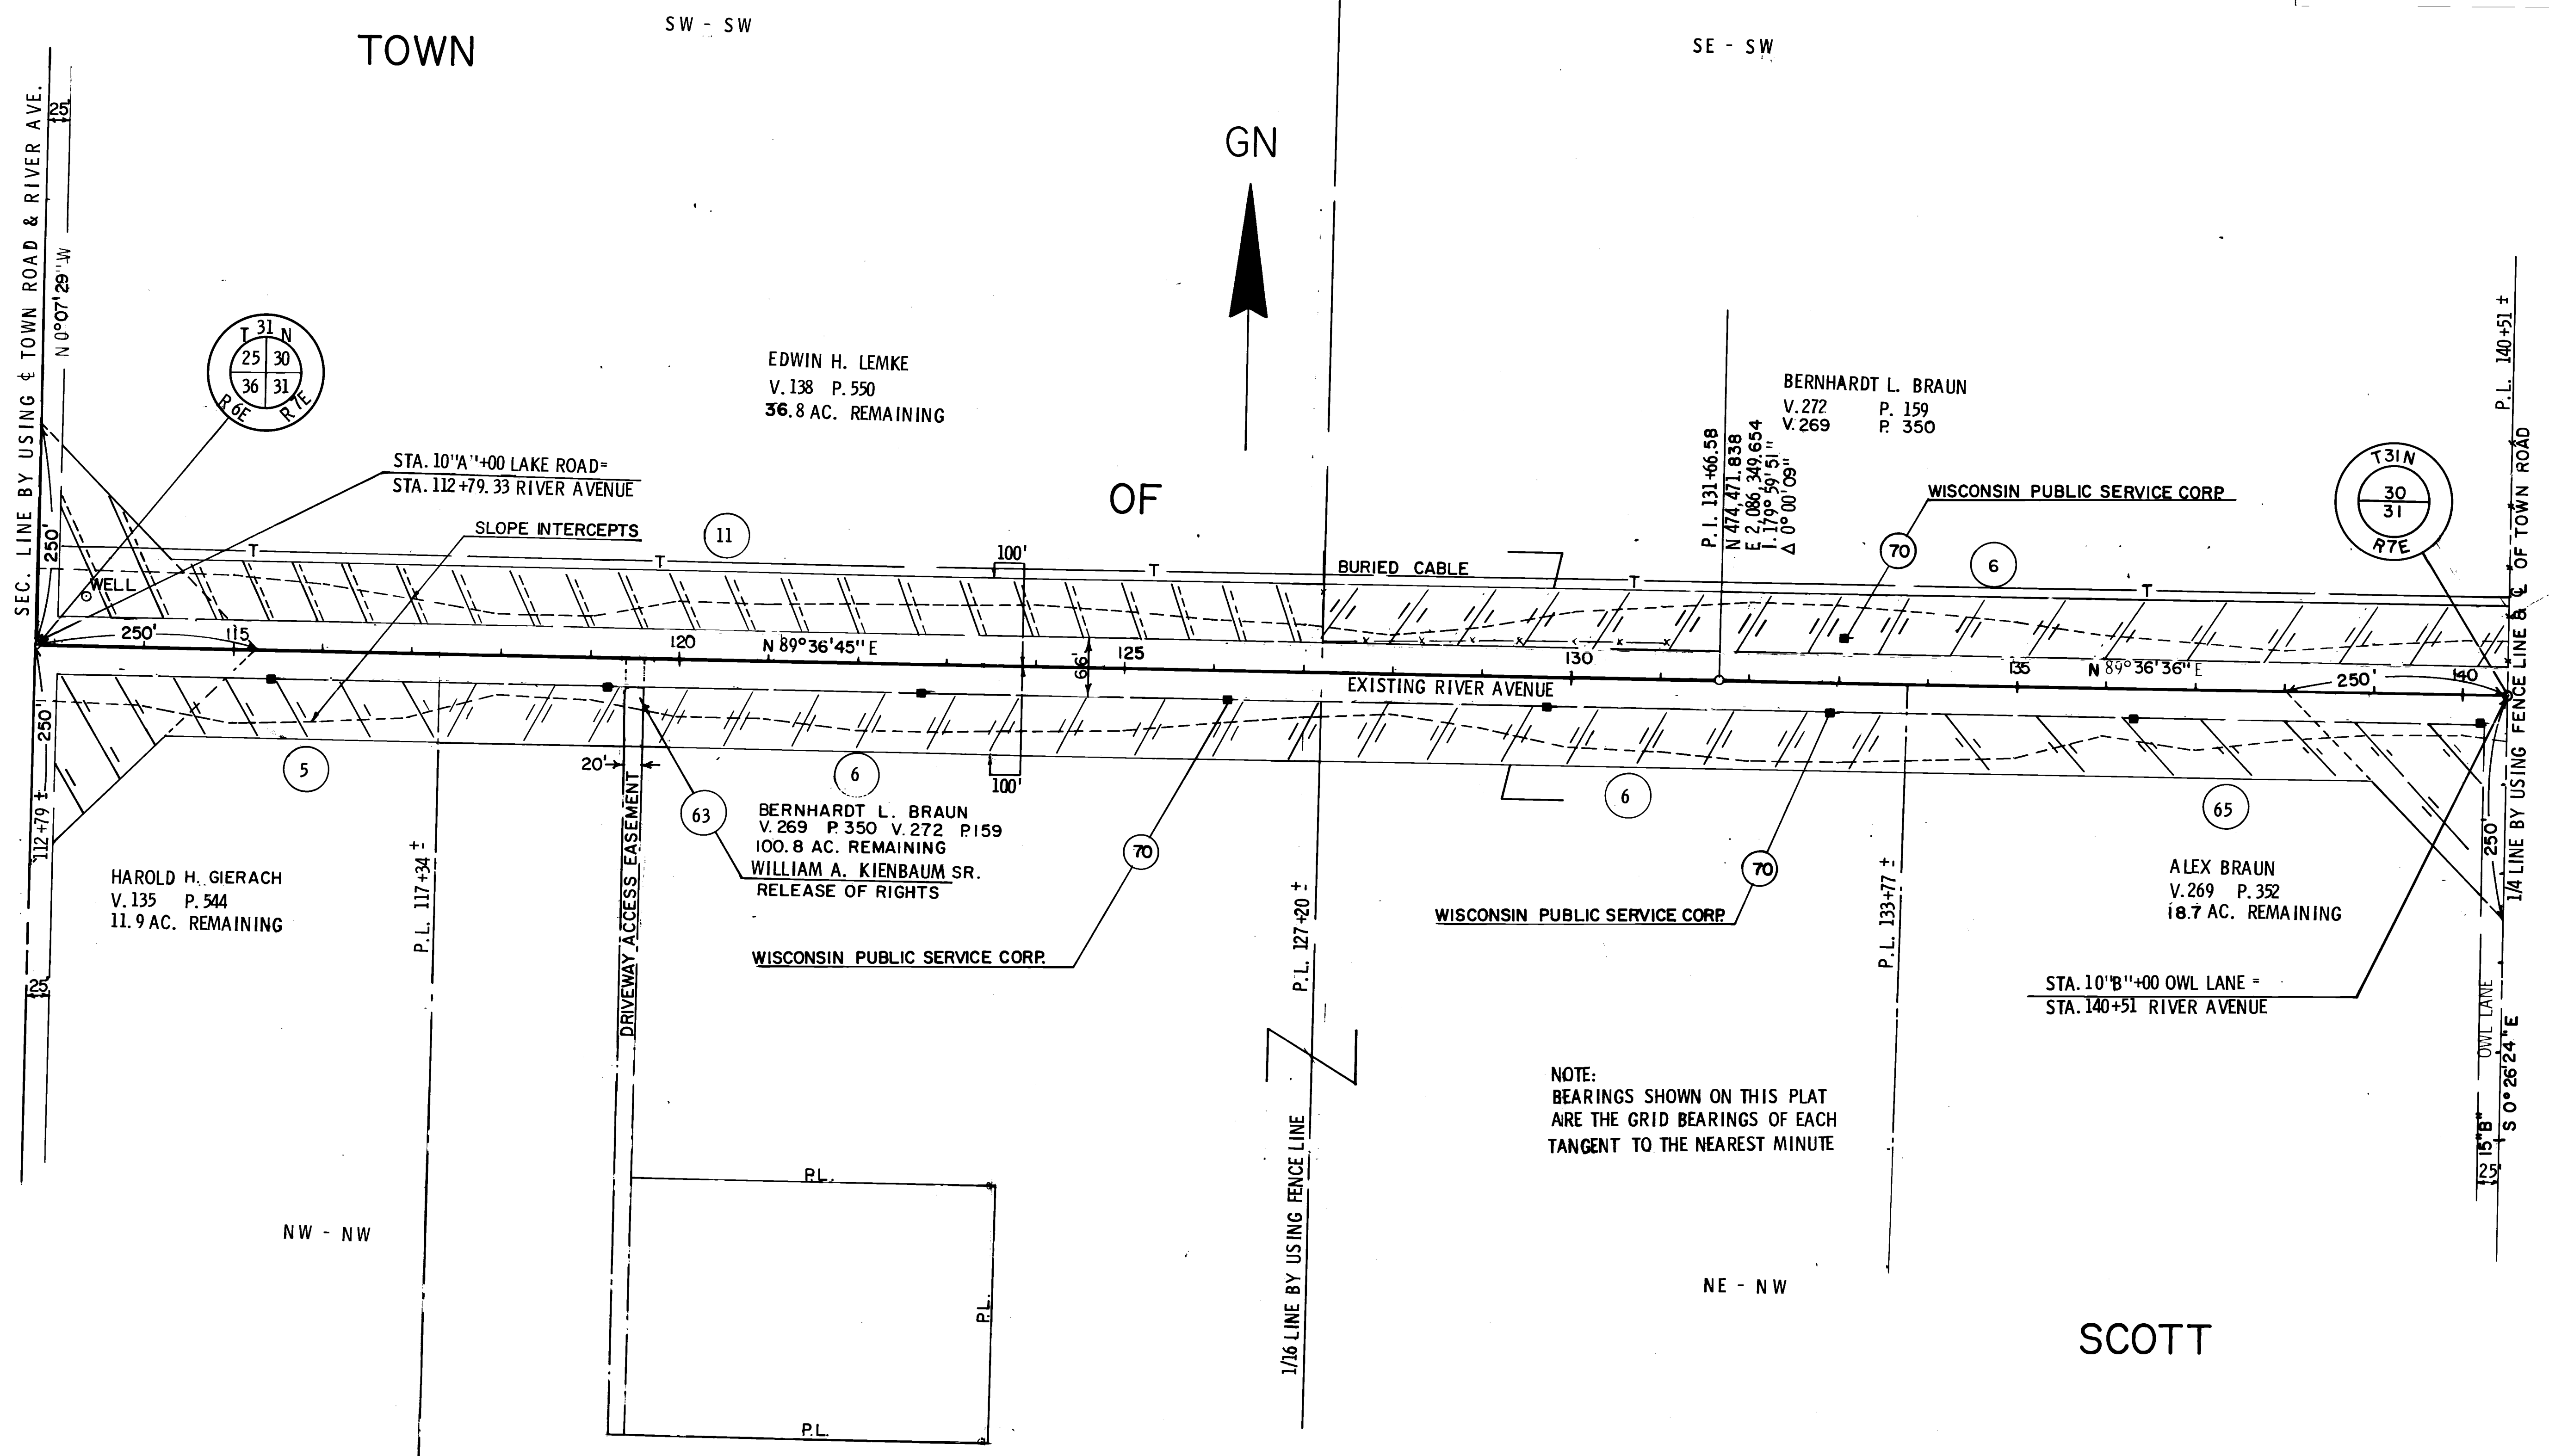 SW - SW
TOWN
SE - SW
25'
SEC. LINE BY USING ℄ TOWN ROAD & RIVER AVE.
N 0°07'29" W
GN
T 31 N
25 30
36 31
R 6E R 7E
EDWIN H. LEMKE
V. 138 P. 550
36.8 AC. REMAINING
BERNHARDT L. BRAUN
V. 272 P. 159
V. 269 P. 350
P.I. 131+66.58
N 474,471.838
E 2,086,349.654
I. 179° 59' 51"
Δ 0° 00' 09"
P.L. 140+51 ±
STA. 10"A"+00 LAKE ROAD=
STA. 112+79.33 RIVER AVENUE
OF
WISCONSIN PUBLIC SERVICE CORP.
T31N
30
31
R7E
SLOPE INTERCEPTS
11
70
6
250'
T
T
100'
T
BURIED CABLE
T
T
WELL
250'
115
120
N 89°36'45" E
66'
125
130
135
N 89°36'36" E
250'
140
EXISTING RIVER AVENUE
250'
5
20'
6
100'
6
65
112+79 ±
63
BERNHARDT L. BRAUN
V. 269 P. 350 V. 272 P. 159
100.8 AC. REMAINING
WILLIAM A. KIENBAUM SR.
RELEASE OF RIGHTS
70
70
250'
1/4 LINE BY USING FENCE LINE & ℄ OF TOWN ROAD
HAROLD H. GIERACH
V. 135 P. 544
11.9 AC. REMAINING
P.L. 117+34 ±
DRIVEWAY ACCESS EASEMENT
WISCONSIN PUBLIC SERVICE CORP.
P.L. 127+20 ±
WISCONSIN PUBLIC SERVICE CORP.
P.L. 133+77 ±
ALEX BRAUN
V. 269 P. 352
18.7 AC. REMAINING
25'
STA. 10"B"+00 OWL LANE =
STA. 140+51 RIVER AVENUE
OWL LANE
S 0° 26' 24" E
15"B"
25'
NOTE:
BEARINGS SHOWN ON THIS PLAT
ARE THE GRID BEARINGS OF EACH
TANGENT TO THE NEAREST MINUTE
P.L.
P.L.
P.L.
1/16 LINE BY USING FENCE LINE
NW - NW
NE - NW
SCOTT